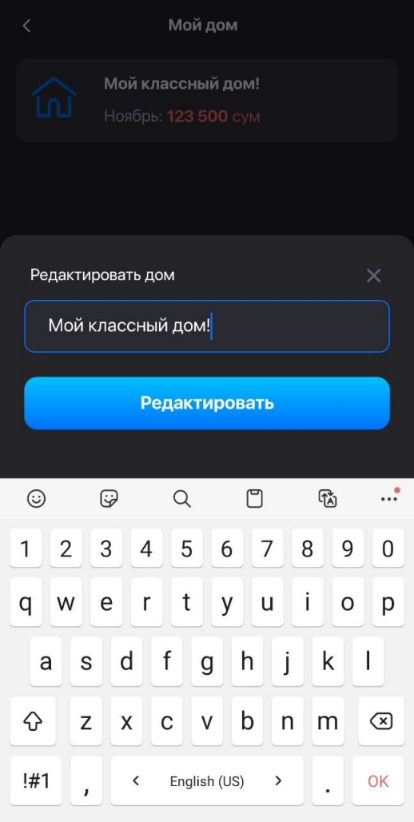 Мой дом
Мой классный дом!
Ноябрь: 123 500 сум
Редактировать дом
Мой классный дом!
Редактировать
1 2 3 4 5 6 7 8 9 0
q w e r t y u i o p
a s d f g h j k l
z x c v b n m
!#1 , < English (US) > . OK